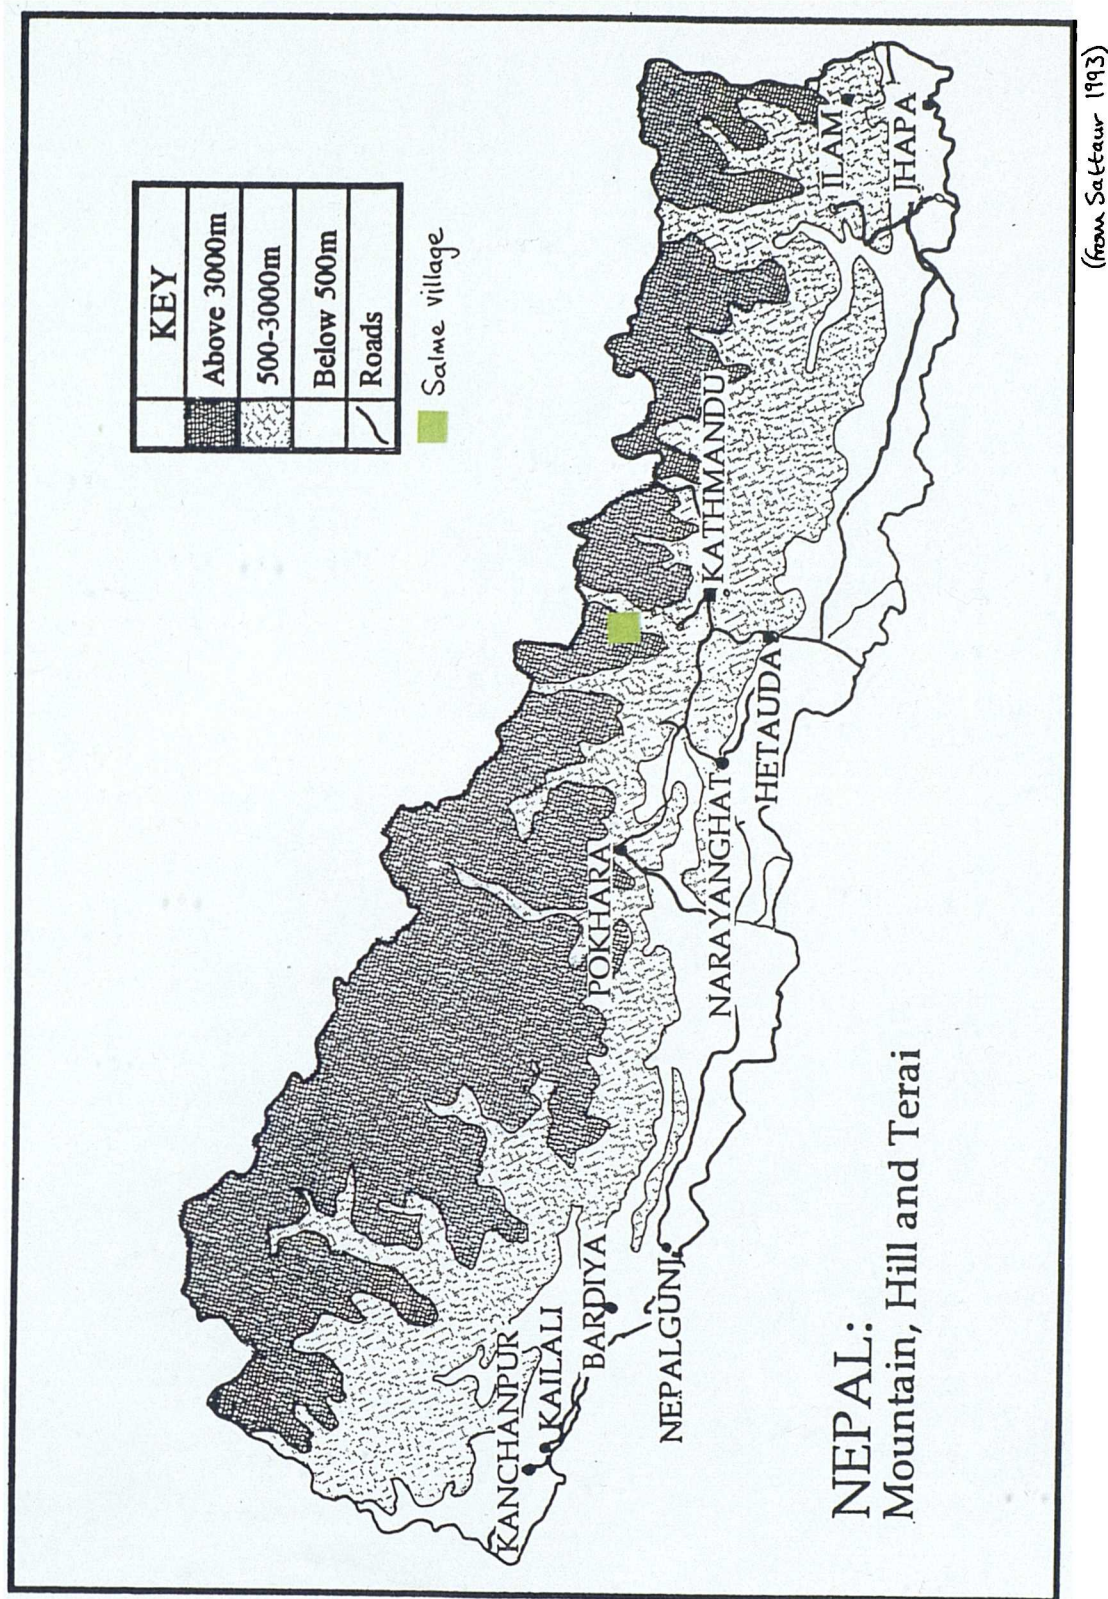 KEY
Above 3000m
500-3000m
Below 500m
Roads
Salme village
KANCHANPUR
KAILALI
BARDIYA
NEPALGUNJ
POKHARA
NARAYANGHAT
HETAUDA
KATHMANDU
ILAM
JHAPA
NEPAL:
Mountain, Hill and Terai
(from Sattaur 1993)